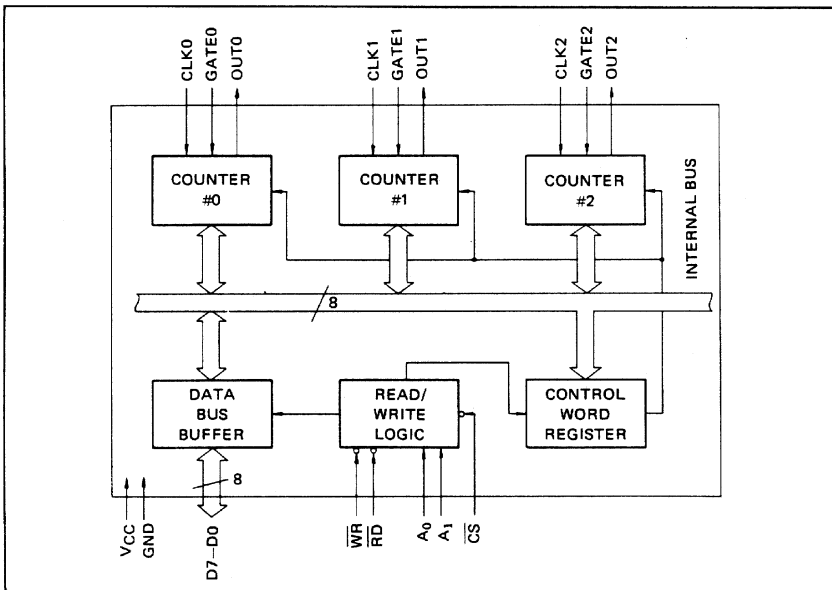 CLK0
GATE0
OUT0
CLK1
GATE1
OUT1
CLK2
GATE2
OUT2
COUNTER
#0
COUNTER
#1
COUNTER
#2
INTERNAL BUS
8
DATA
BUS
BUFFER
READ/
WRITE
LOGIC
CONTROL
WORD
REGISTER
8
VCC
GND
D7–D0
WR
RD
A0
A1
CS